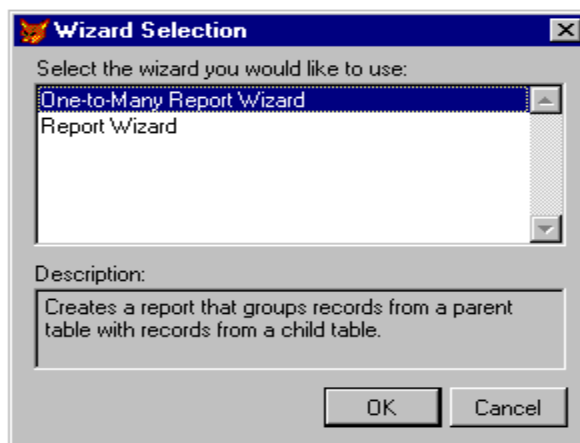 Wizard Selection
Select the wizard you would like to use:
One-to-Many Report Wizard
Report Wizard
Description:
Creates a report that groups records from a parent
table with records from a child table.
OK Cancel